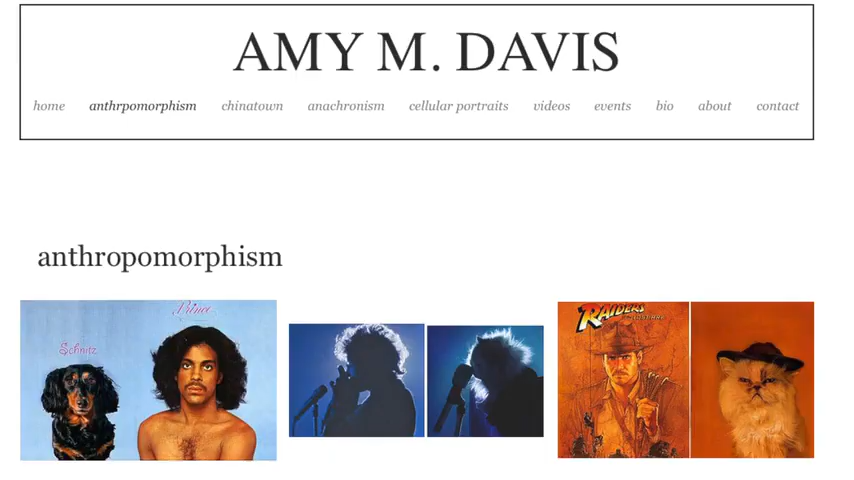 AMY M. DAVIS
home anthrpomorphism chinatown anachronism cellular portraits videos events bio about contact
anthropomorphism
Prince
Schnitz
RAIDERS